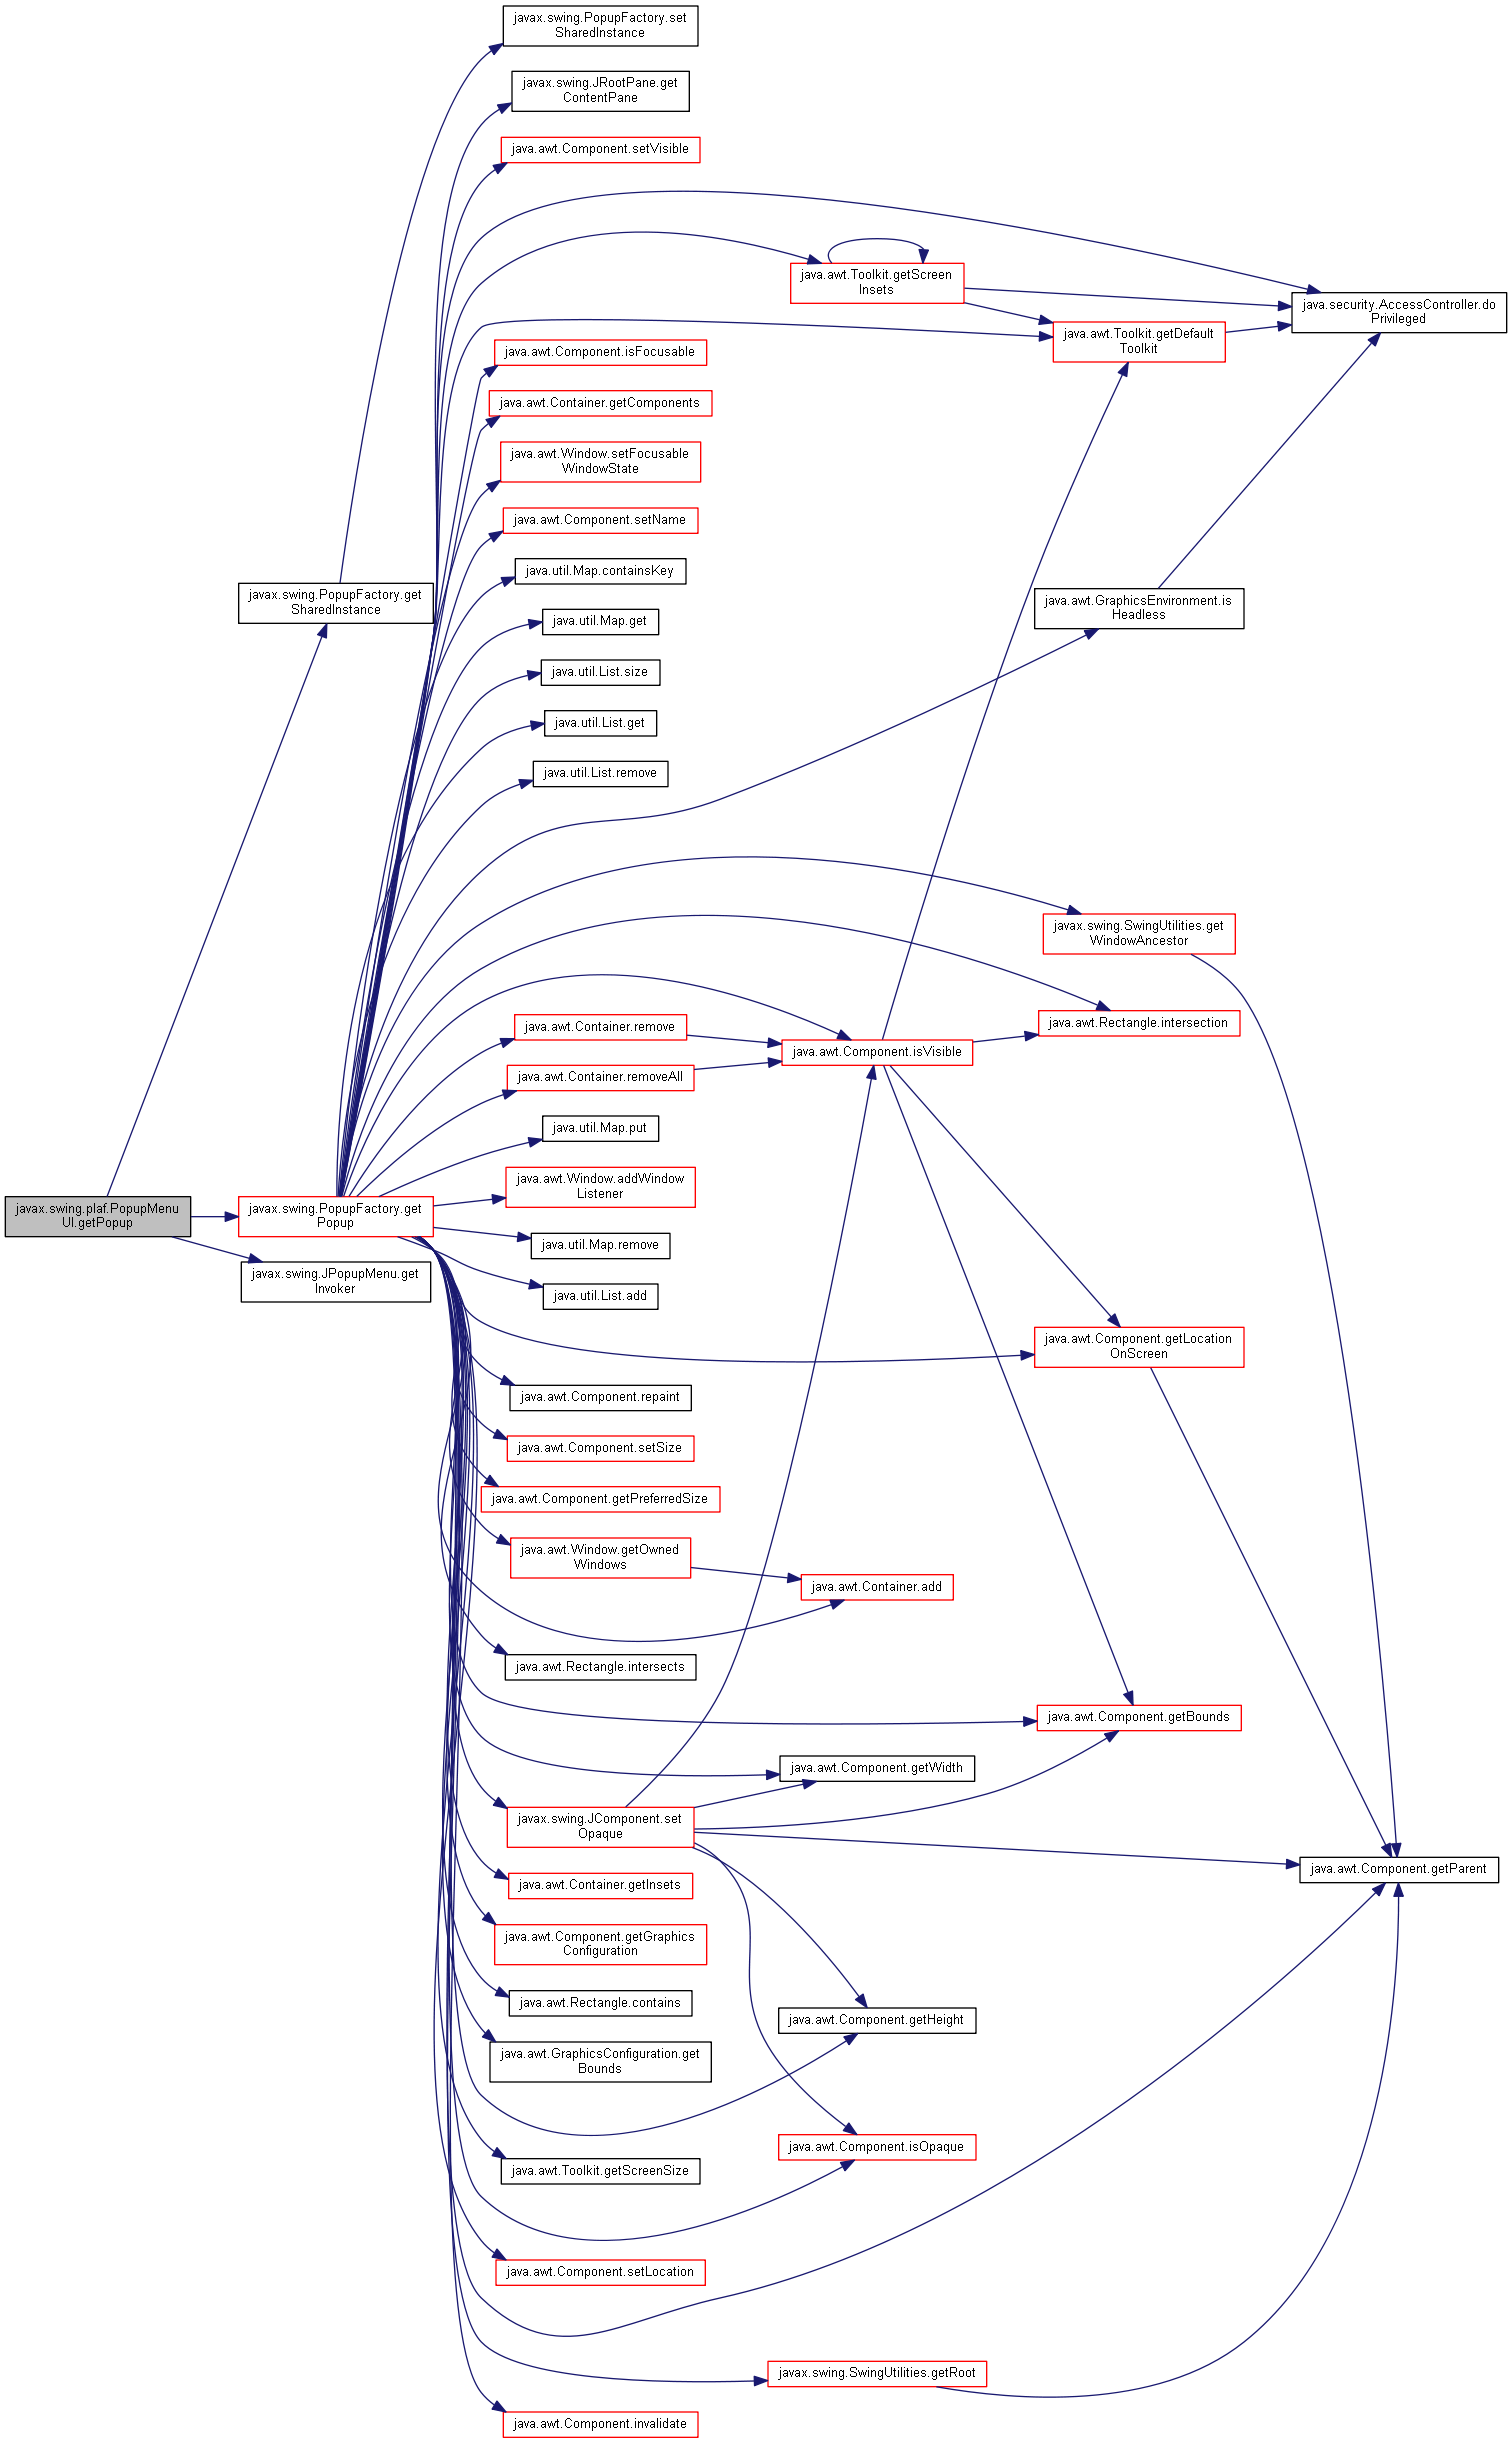 javax.swing.PopupFactory.set
SharedInstance
javax.swing.JRootPane.get
ContentPane
java.awt.Component.setVisible
java.awt.Toolkit.getScreen
Insets
java.security.AccessController.do
Privileged
java.awt.Toolkit.getDefault
Toolkit
java.awt.Component.isFocusable
java.awt.Container.getComponents
java.awt.Window.setFocusable
WindowState
java.awt.Component.setName
java.util.Map.containsKey
javax.swing.PopupFactory.get
SharedInstance
java.awt.GraphicsEnvironment.is
Headless
java.util.Map.get
java.util.List.size
java.util.List.get
java.util.List.remove
javax.swing.SwingUtilities.get
WindowAncestor
java.awt.Rectangle.intersection
java.awt.Container.remove
java.awt.Component.isVisible
java.awt.Container.removeAll
java.util.Map.put
java.awt.Window.addWindow
Listener
javax.swing.plaf.PopupMenu
UI.getPopup
javax.swing.PopupFactory.get
Popup
java.util.Map.remove
javax.swing.JPopupMenu.get
Invoker
java.util.List.add
java.awt.Component.getLocation
OnScreen
java.awt.Component.repaint
java.awt.Component.setSize
java.awt.Component.getPreferredSize
java.awt.Window.getOwned
Windows
java.awt.Container.add
java.awt.Rectangle.intersects
java.awt.Component.getBounds
java.awt.Component.getWidth
javax.swing.JComponent.set
Opaque
java.awt.Component.getParent
java.awt.Container.getInsets
java.awt.Component.getGraphics
Configuration
java.awt.Rectangle.contains
java.awt.Component.getHeight
java.awt.GraphicsConfiguration.get
Bounds
java.awt.Component.isOpaque
java.awt.Toolkit.getScreenSize
java.awt.Component.setLocation
javax.swing.SwingUtilities.getRoot
java.awt.Component.invalidate